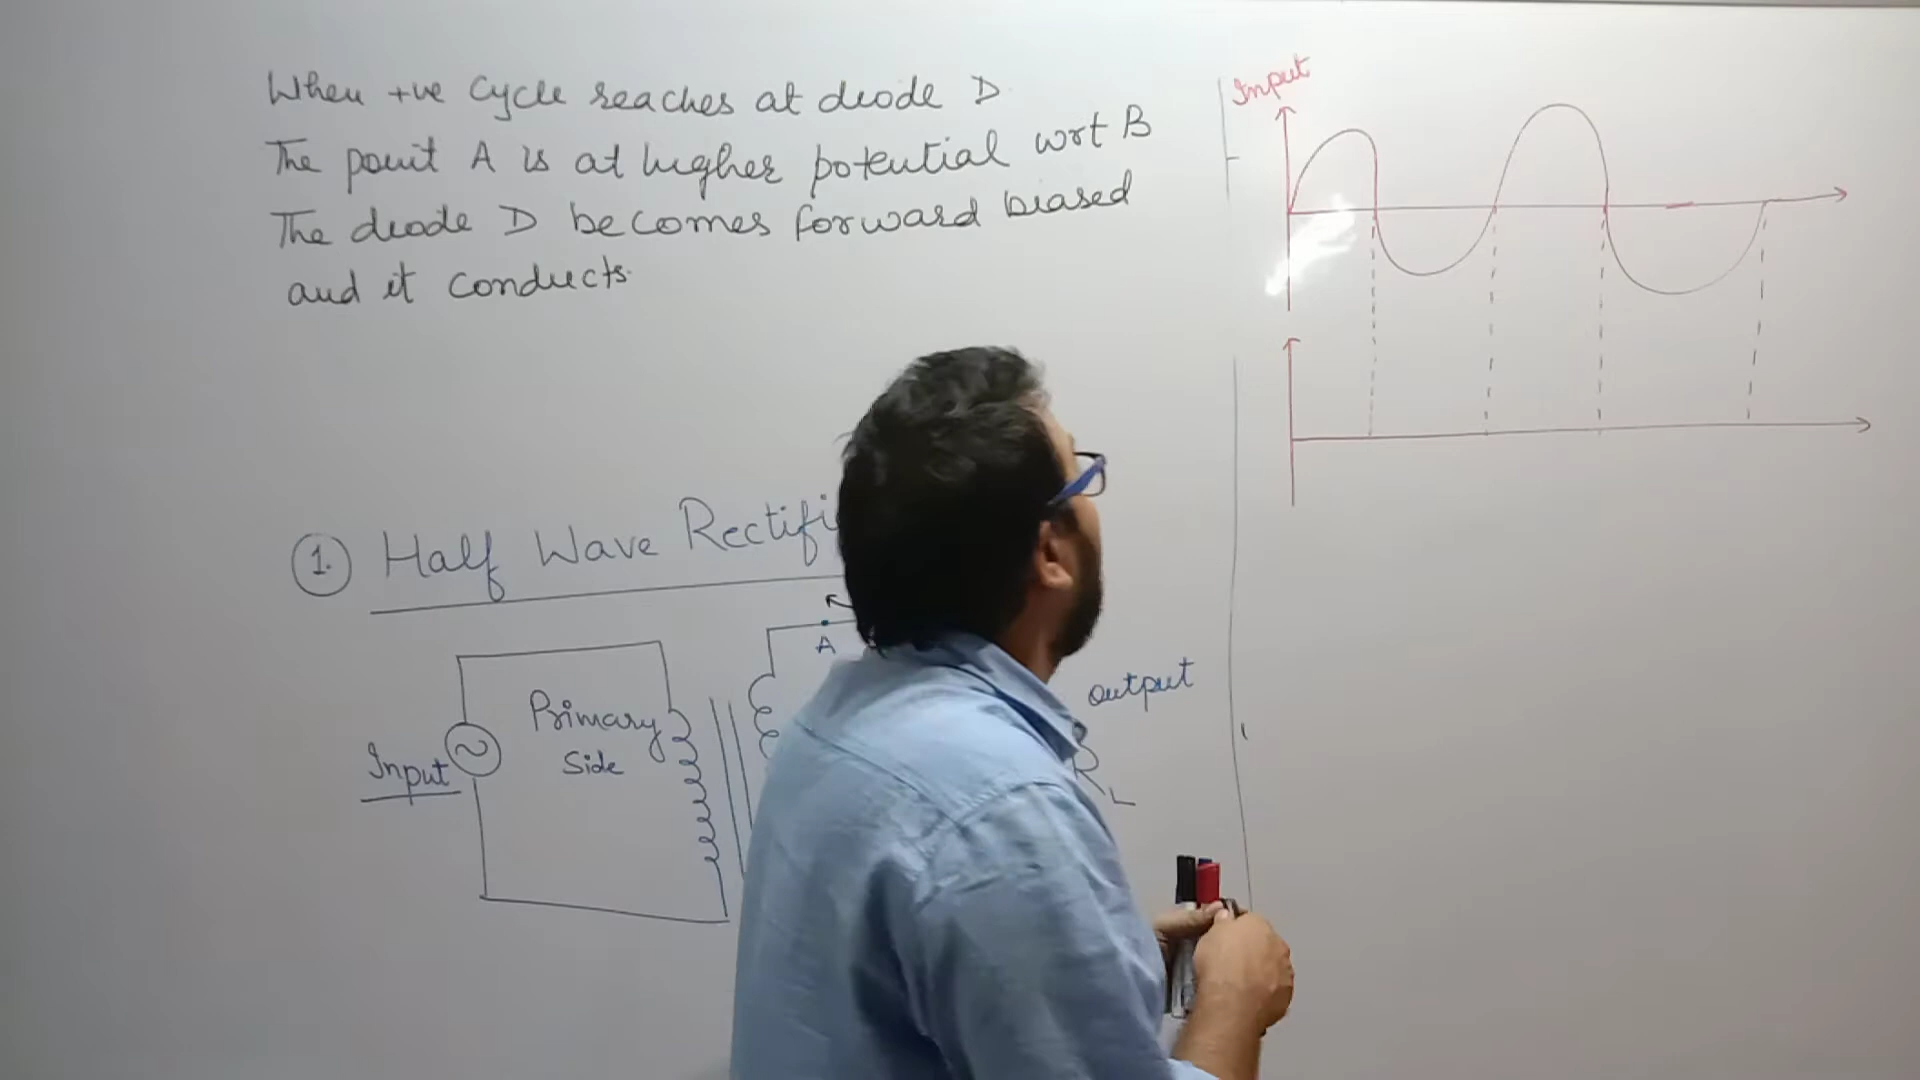 When +ve Cycle reaches at diode D
The point A is at higher potential wrt B
The diode D becomes forward biased
and it conducts.
Input
1. Half Wave Rectifi
A
Primary
Side
Input
output
RL